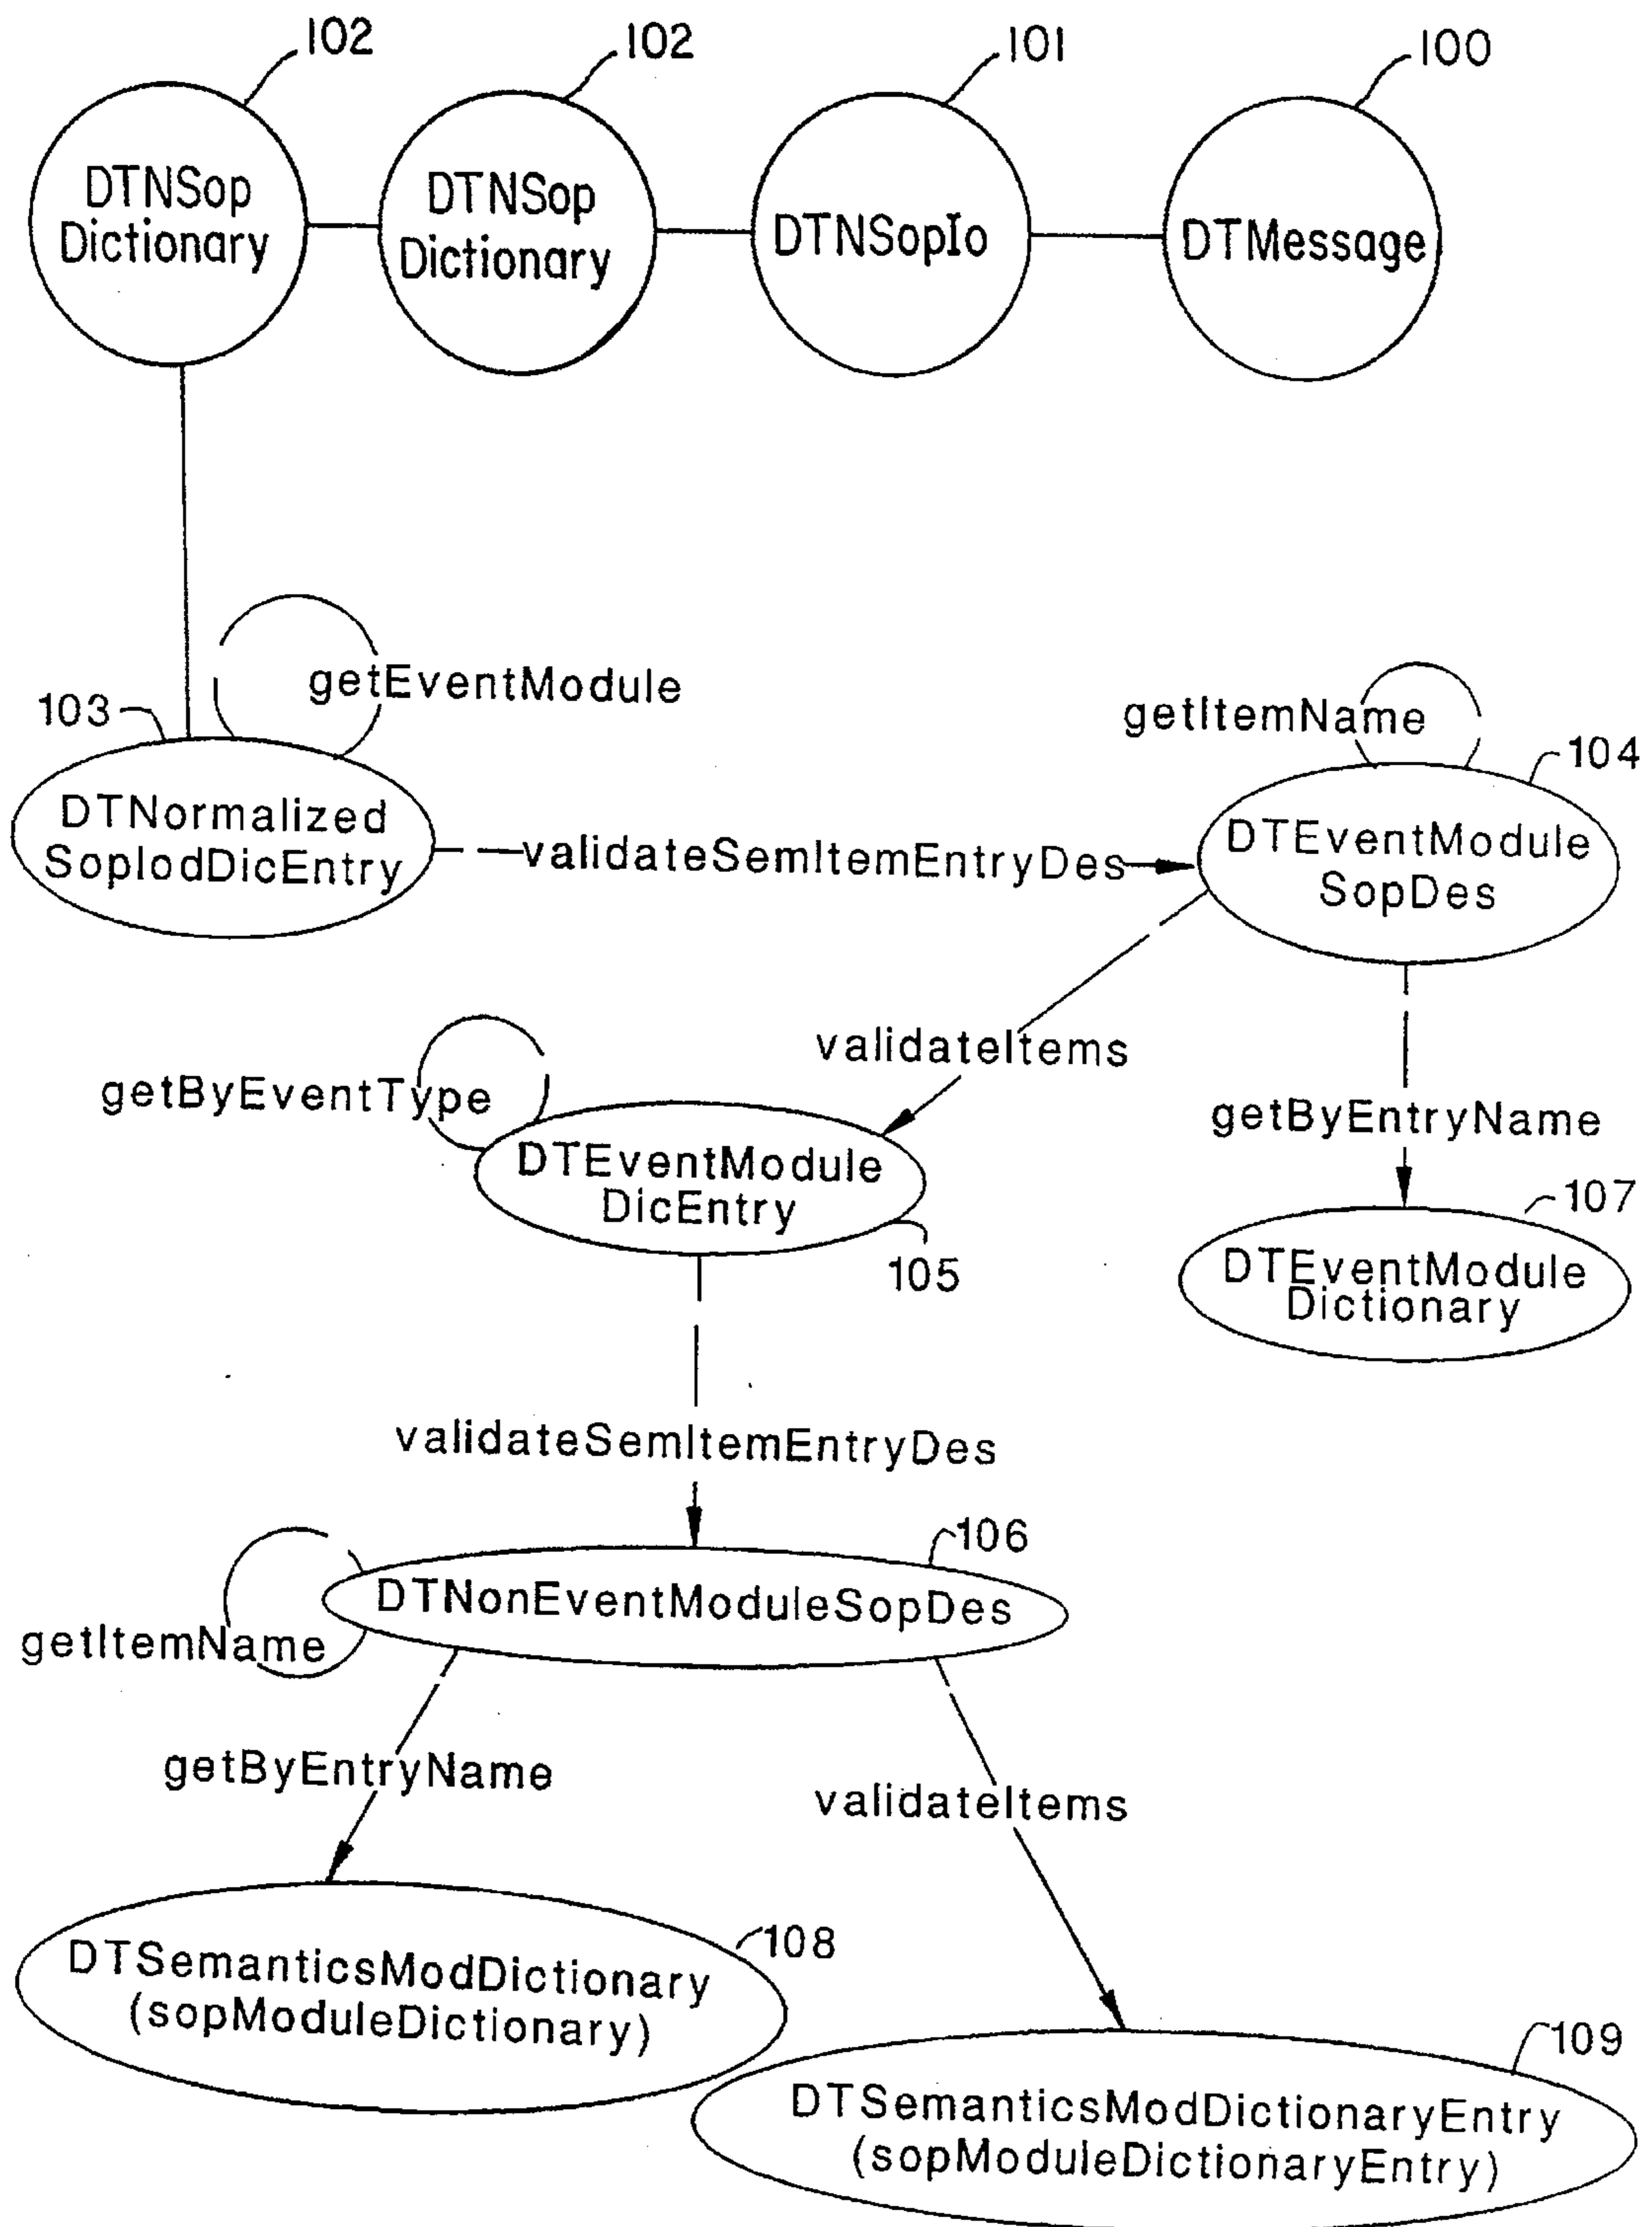 102
102
101
100
DTNSop
Dictionary
DTNSop
Dictionary
DTNSopIo
DTMessage
getEventModule
103
getItemName
104
DTNormalized
SopIodDicEntry
validateSemItemEntryDes
DTEventModule
SopDes
validateItems
getByEventType
getByEntryName
DTEventModule
DicEntry
105
107
DTEventModule
Dictionary
validateSemItemEntryDes
106
DTNonEventModuleSopDes
getItemName
getByEntryName
validateItems
108
DTSemanticsModDictionary
(sopModuleDictionary)
109
DTSemanticsModDictionaryEntry
(sopModuleDictionaryEntry)